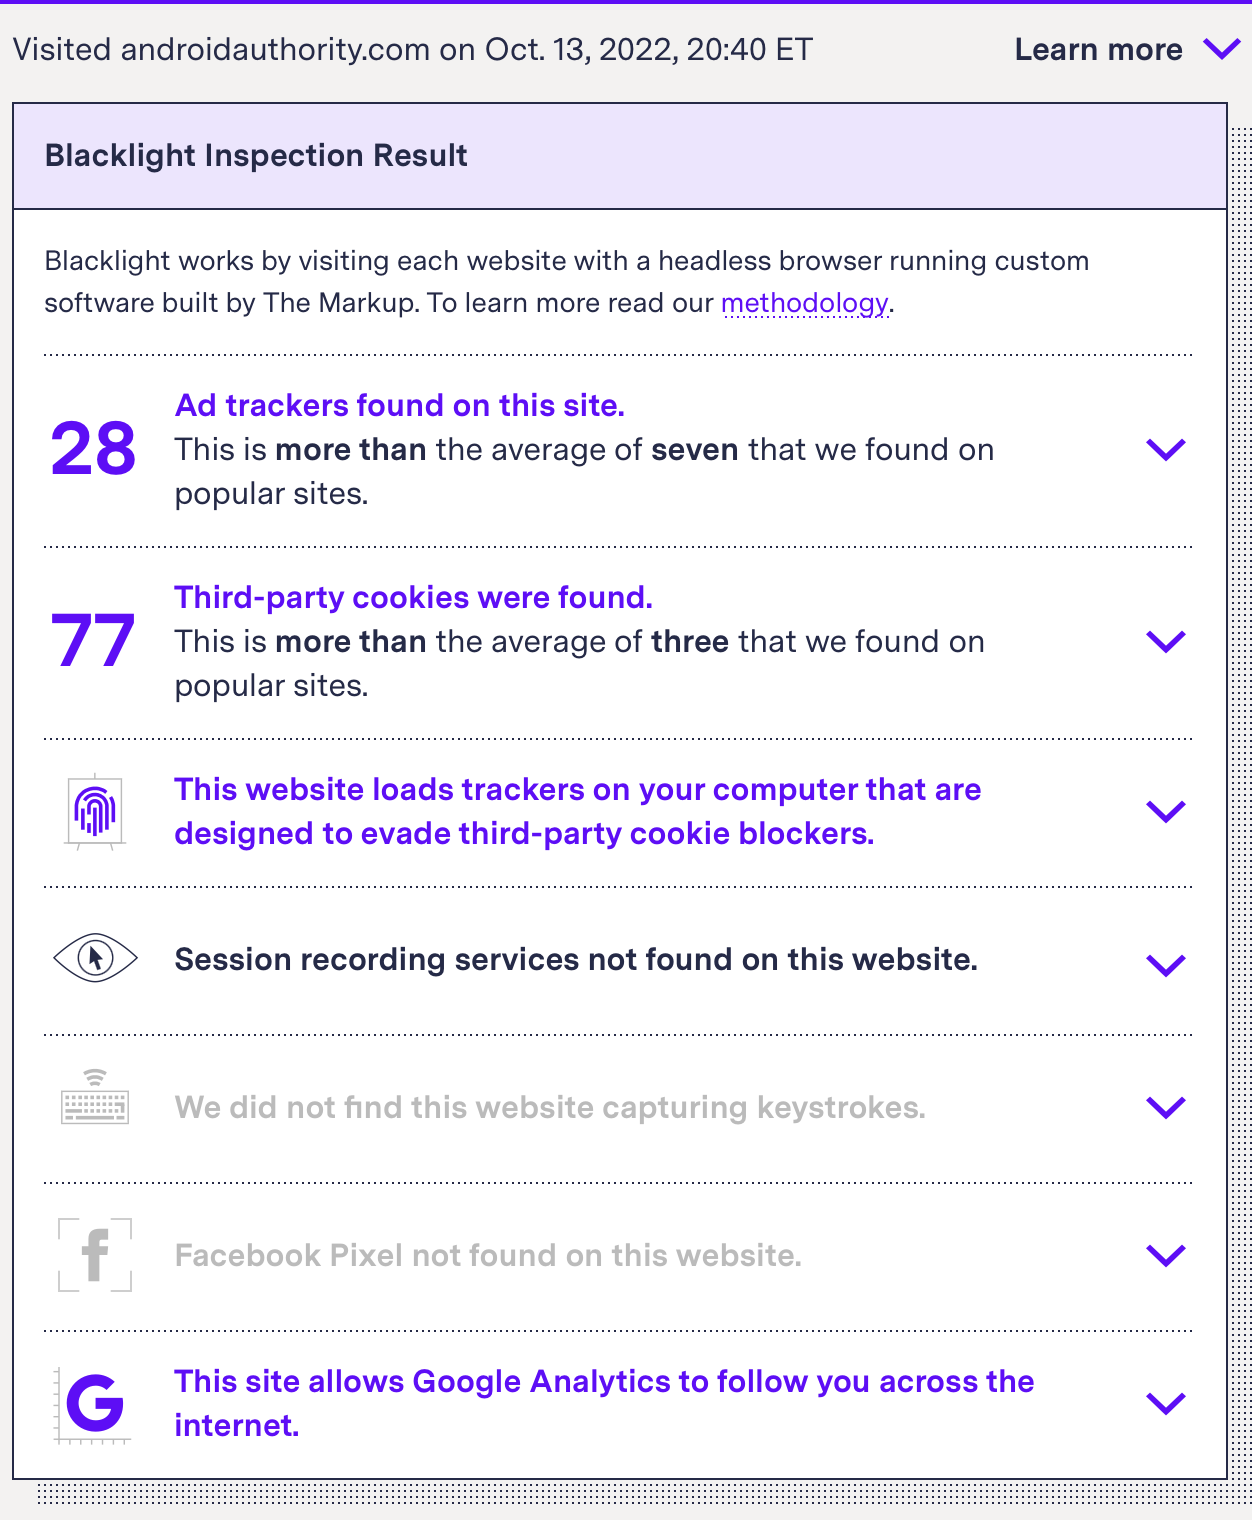 Visited androidauthority.com on Oct. 13, 2022, 20:40 ET
Learn more
Blacklight Inspection Result
Blacklight works by visiting each website with a headless browser running custom
software built by The Markup. To learn more read our methodology.
28
Ad trackers found on this site.
This is more than the average of seven that we found on
popular sites.
77
Third-party cookies were found.
This is more than the average of three that we found on
popular sites.
This website loads trackers on your computer that are
designed to evade third-party cookie blockers.
Session recording services not found on this website.
We did not find this website capturing keystrokes.
f
Facebook Pixel not found on this website.
G
This site allows Google Analytics to follow you across the
internet.